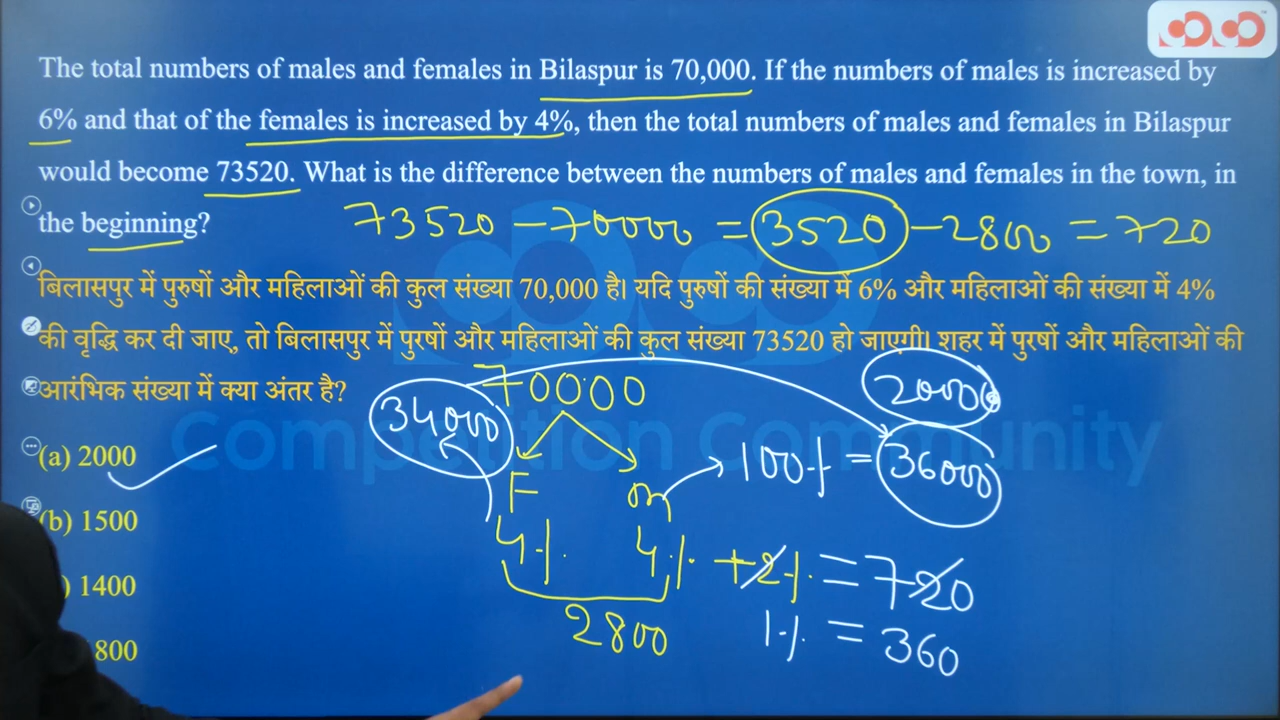 The total numbers of males and females in Bilaspur is 70,000. If the numbers of males is increased by
6% and that of the females is increased by 4%, then the total numbers of males and females in Bilaspur
would become 73520. What is the difference between the numbers of males and females in the town, in
the beginning?
73520 - 70000 = 3520 - 2800 = 720
बिलासपुर में पुरुषों और महिलाओं की कुल संख्या 70,000 है। यदि पुरुषों की संख्या में 6% और महिलाओं की संख्या में 4%
की वृद्धि कर दी जाए, तो बिलासपुर में पुरषों और महिलाओं की कुल संख्या 73520 हो जाएगी। शहर में पुरषों और महिलाओं की
आरंभिक संख्या में क्या अंतर है?
70000
2000
34000
Competition Community
(a) 2000
F
m
100% = 36000
(b) 1500
4%
4% + 2% = 720
) 1400
2800
1% = 360
800